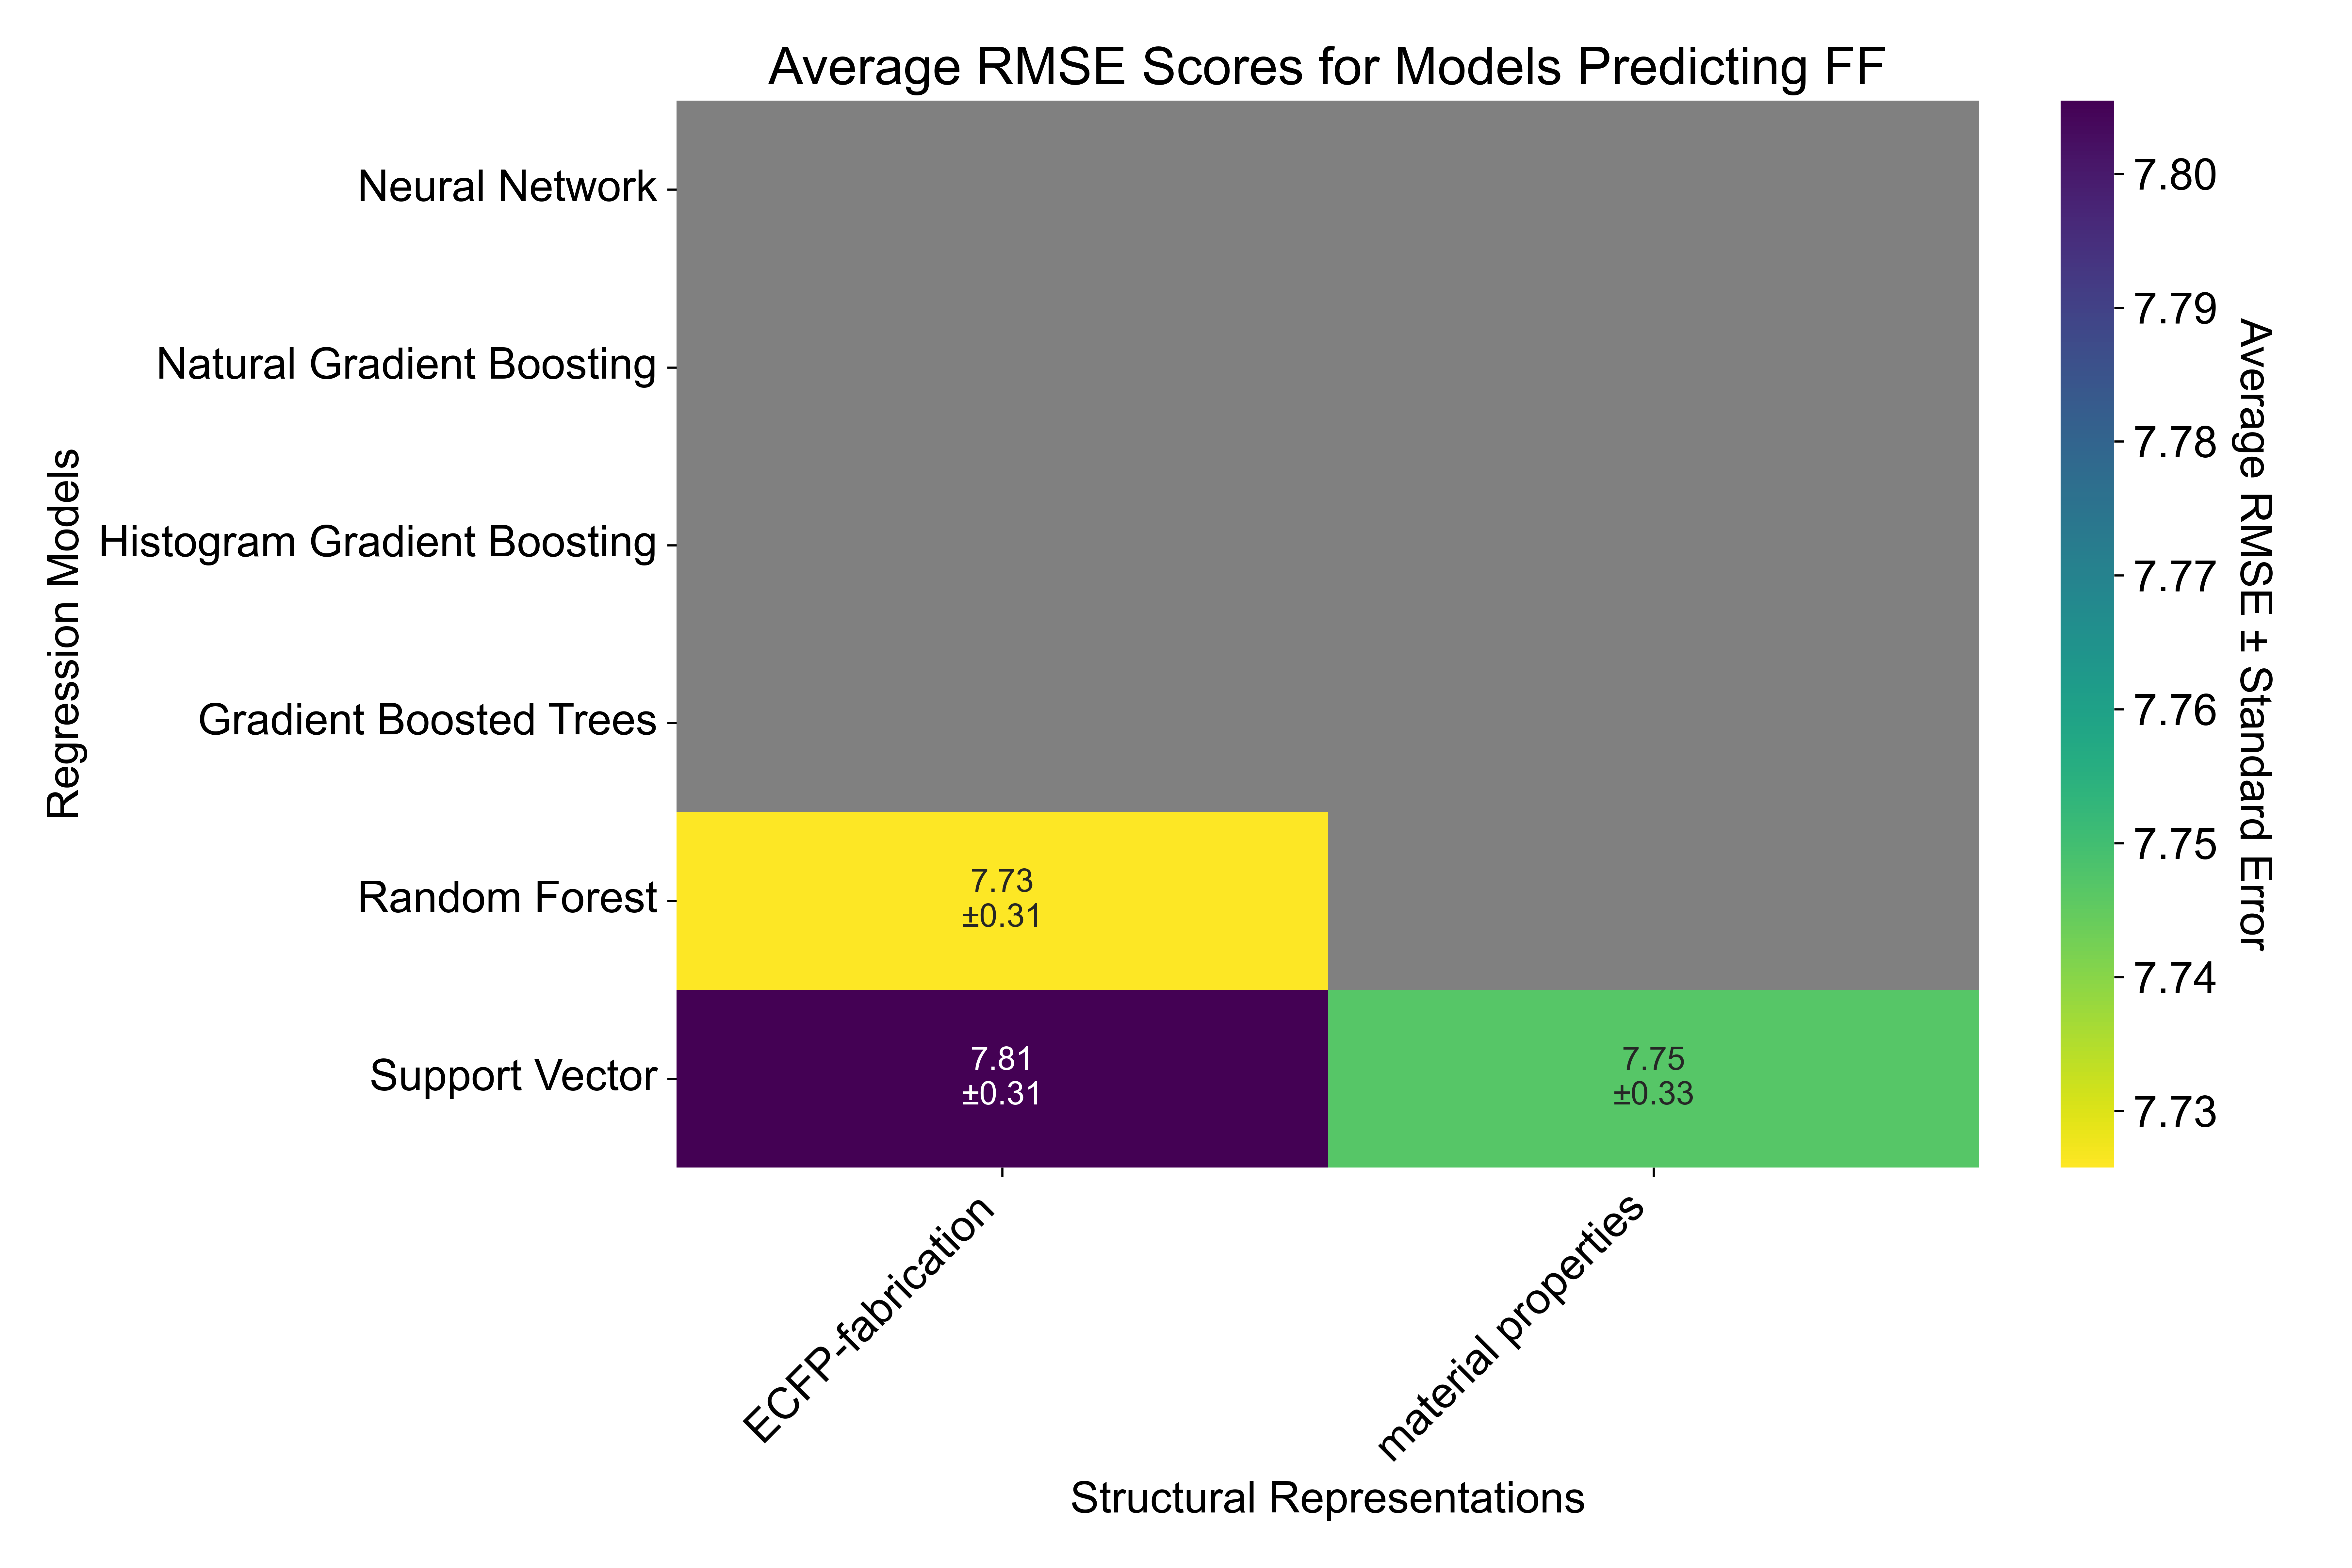 Average RMSE Scores for Models Predicting FF
Regression Models
Neural Network
Natural Gradient Boosting
Histogram Gradient Boosting
Gradient Boosted Trees
Random Forest
Support Vector
7.73
±0.31
7.81
±0.31
7.75
±0.33
ECFP-fabrication
material properties
Structural Representations
7.80
7.79
7.78
7.77
7.76
7.75
7.74
7.73
Average RMSE ± Standard Error